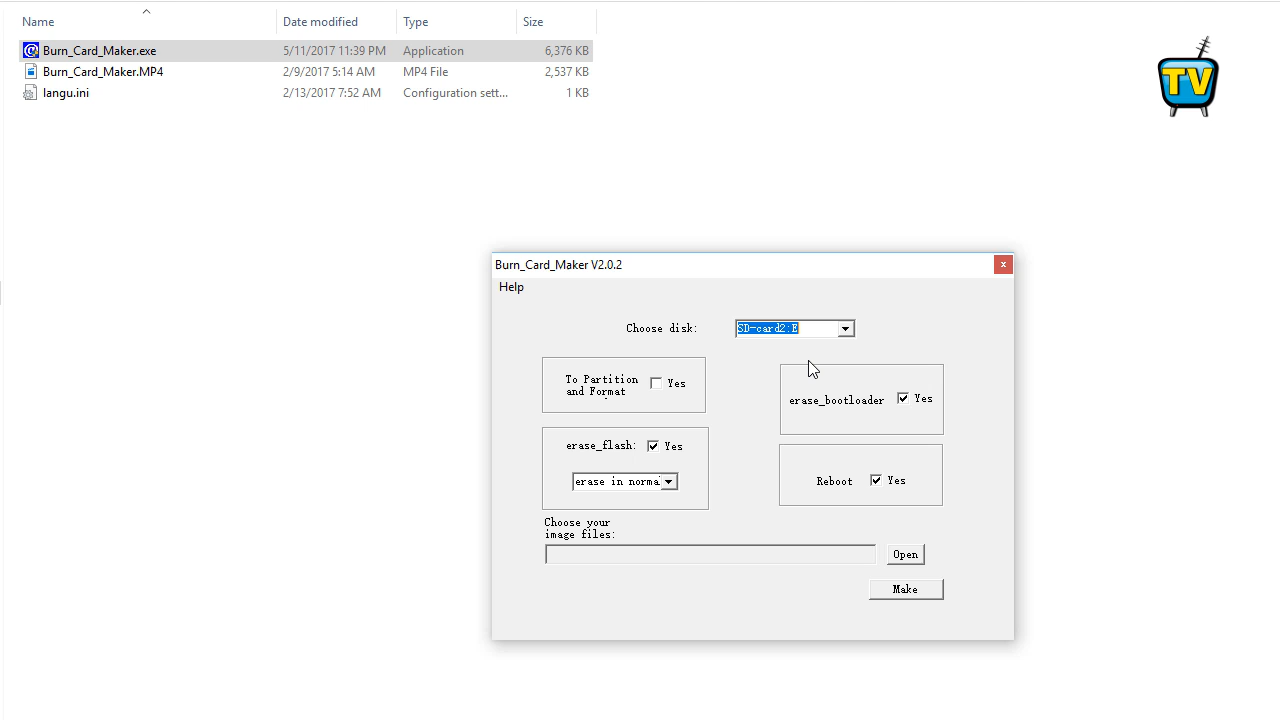 Name Date modified Type Size
Burn_Card_Maker.exe 5/11/2017 11:39 PM Application 6,376 KB
Burn_Card_Maker.MP4 2/9/2017 5:14 AM MP4 File 2,537 KB
langu.ini 2/13/2017 7:52 AM Configuration sett... 1 KB
TV
Burn_Card_Maker V2.0.2 x
Help
Choose disk: SD-card2:E
To Partition
and Format Yes
erase_bootloader Yes
erase_flash: Yes
erase in norma
Reboot Yes
Choose your
image files:
Open
Make